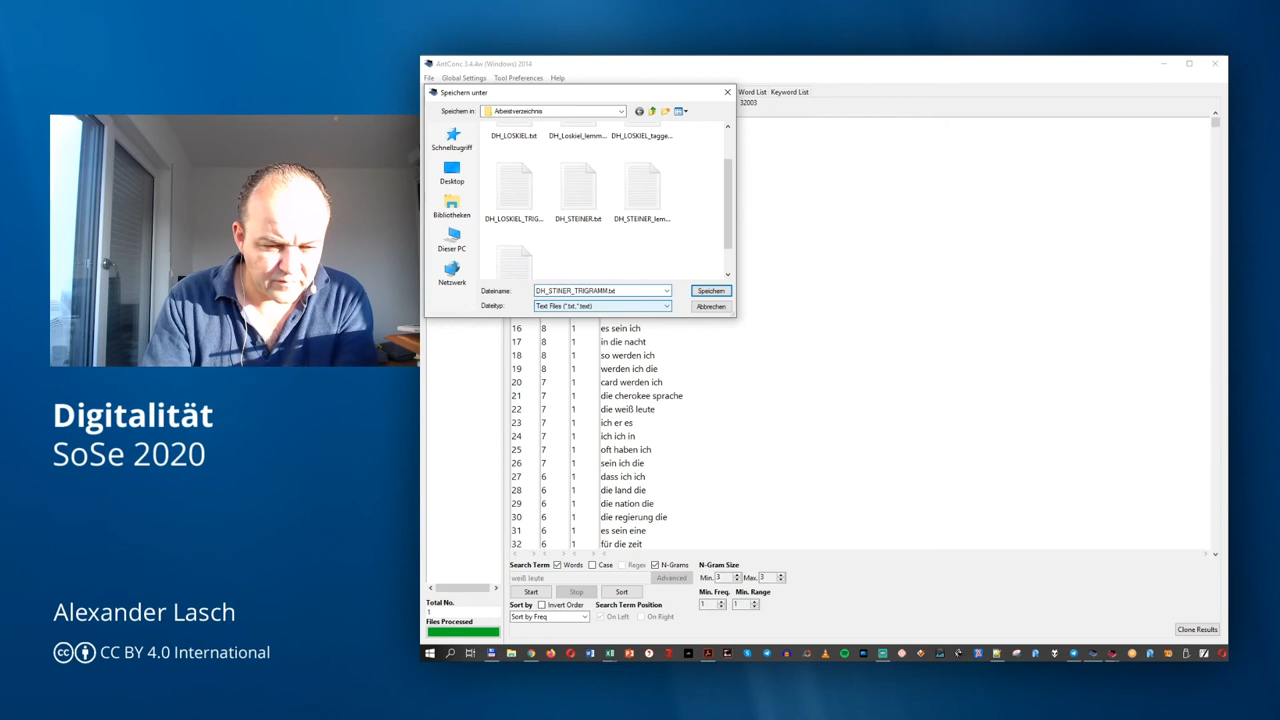 AntConc 3.4.4w (Windows) 2014
File Global Settings Tool Preferences Help
Speichern unter
Word List Keyword List
32003
Speichern in: Arbeitverzeichnis
Schnellzugriff
Desktop
Bibliotheken
Dieser PC
Netzwerk
DH_LOSKIEL.txt DH_Loskiel_lemm... DH_LOSKIEL_tagge...
DH_LOSKIEL_TRIG... DH_STEINER.txt DH_STEINER_lem...
Dateiname: DH_STINER_TRIGRAMM.txt Speichern
Dateityp: Text Files (*.txt,*.text) Abbrechen
16 8 1 es sein ich
17 8 1 in die nacht
18 8 1 so werden ich
19 8 1 werden ich die
20 7 1 card werden ich
21 7 1 die cherokee sprache
22 7 1 die weiß leute
23 7 1 ich er es
24 7 1 ich ich in
25 7 1 oft haben ich
26 7 1 sein ich die
27 6 1 dass ich ich
28 6 1 die land die
29 6 1 die nation die
30 6 1 die regierung die
31 6 1 es sein eine
32 6 1 für die zeit
Search Term Words Case Regex N-Grams N-Gram Size
weiß leute Advanced Min. 3 Max. 3
Start Stop Sort Min. Freq. Min. Range
Sort by Invert Order Search Term Position 1 1
Sort by Freq On Left On Right
Clone Results
Total No.
1
Files Processed
Digitalität
SoSe 2020
Alexander Lasch
CC BY 4.0 International